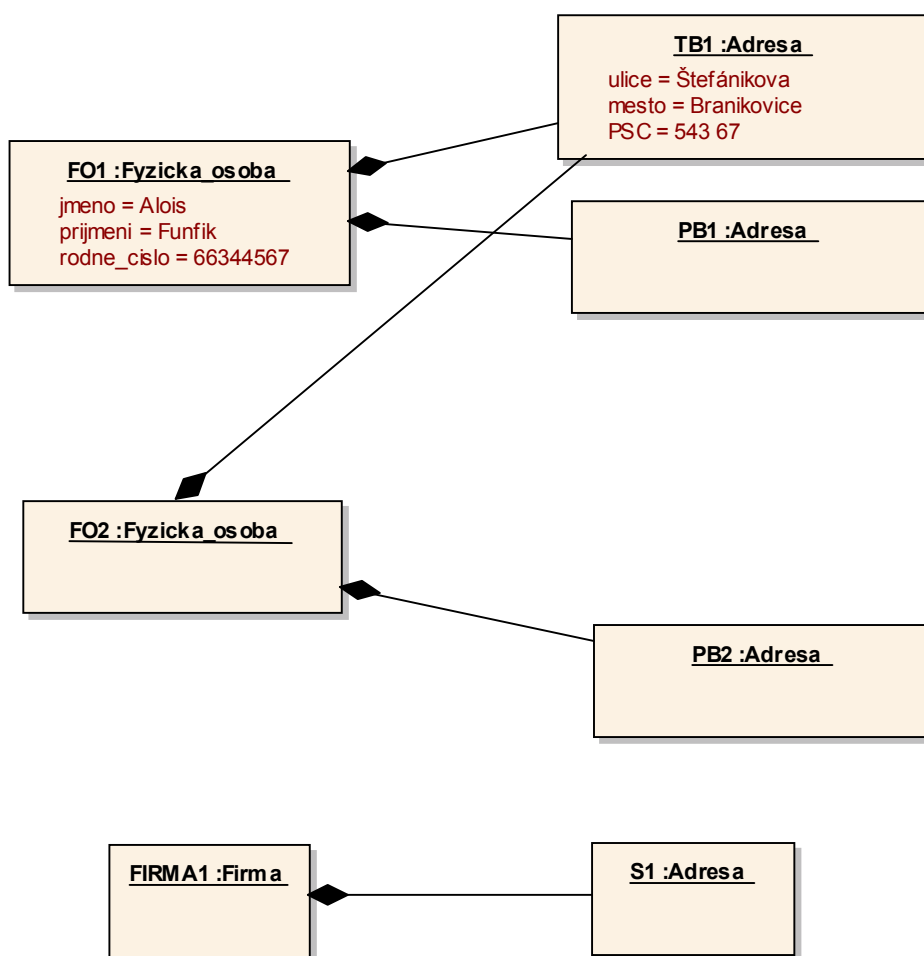 TB1 :Adresa
ulice = Štefánikova
mesto = Branikovice
PSC = 543 67
FO1 :Fyzicka_osoba
jmeno = Alois
prijmeni = Funfik
rodne_cislo = 66344567
PB1 :Adresa
FO2 :Fyzicka_osoba
PB2 :Adresa
FIRMA1 :Firma
S1 :Adresa